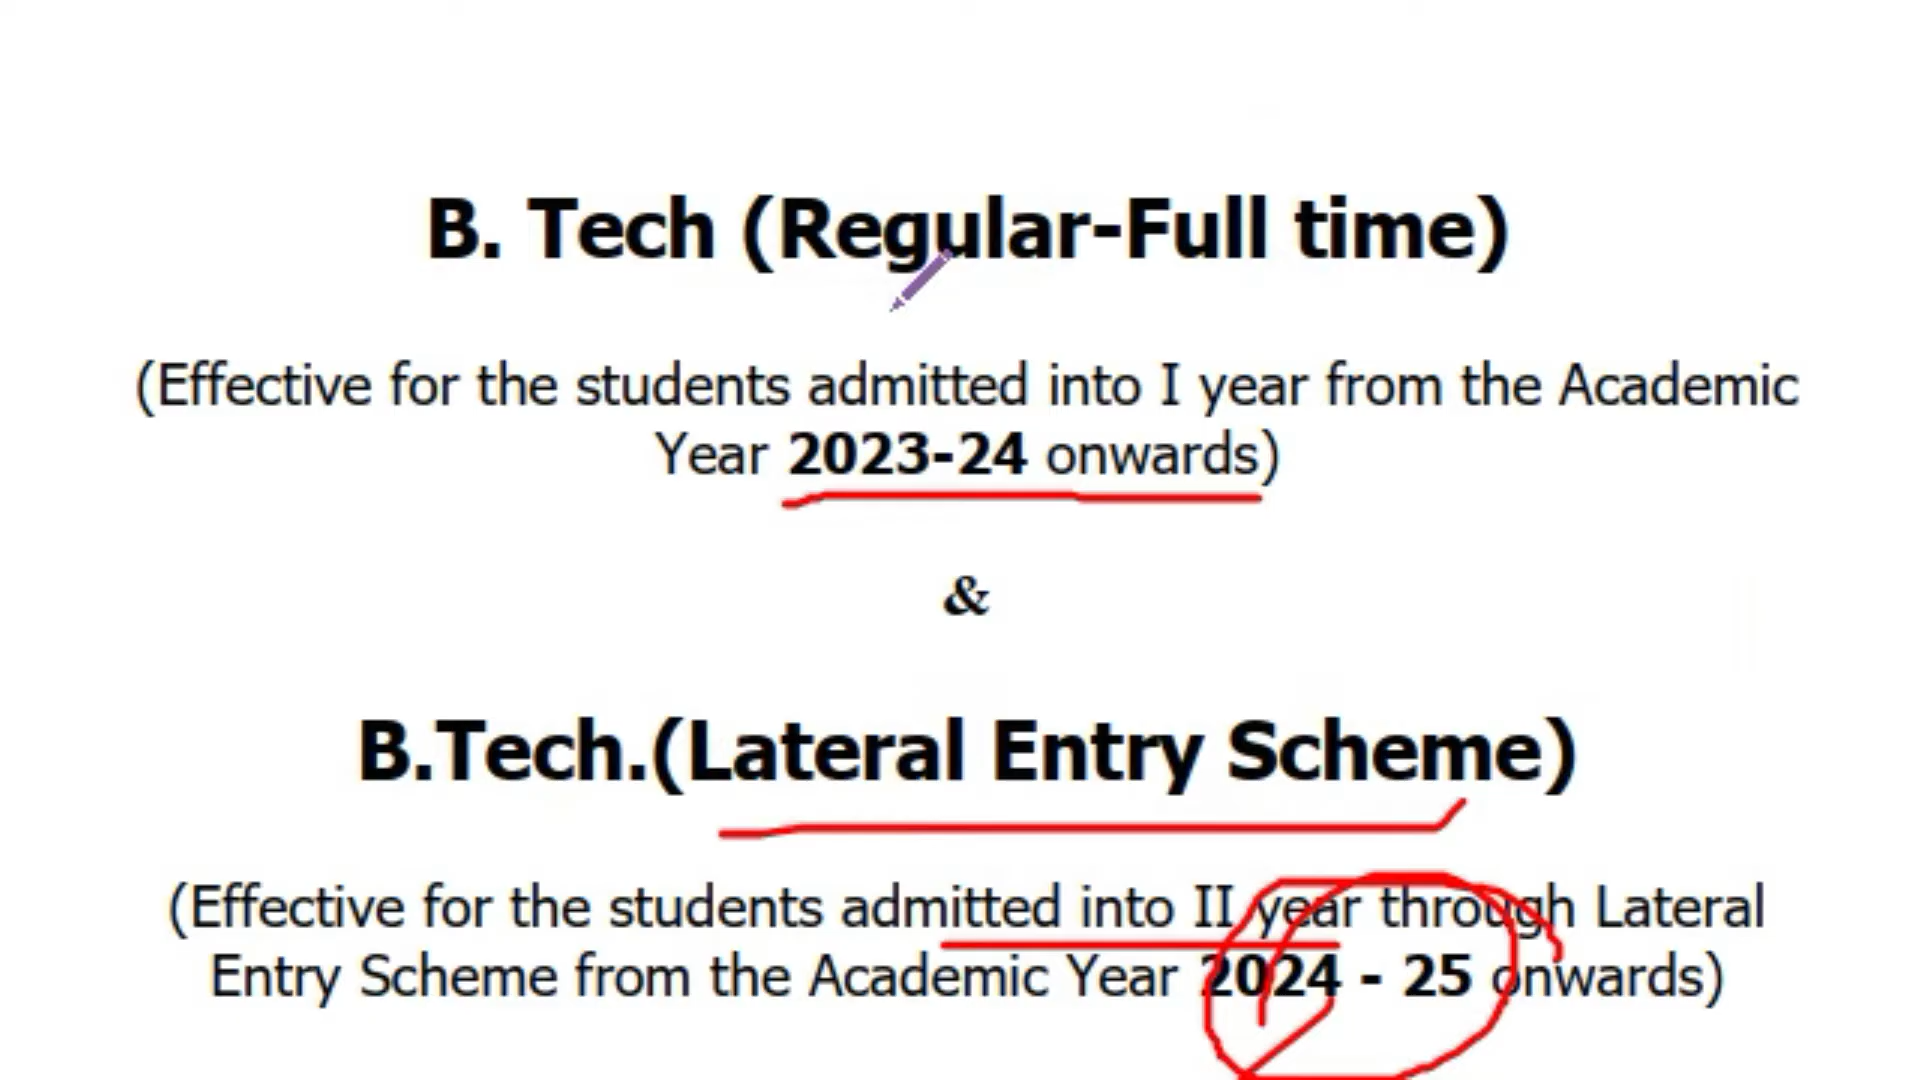 B. Tech (Regular-Full time)
(Effective for the students admitted into I year from the Academic
Year 2023-24 onwards)
&
B.Tech.(Lateral Entry Scheme)
(Effective for the students admitted into II year through Lateral
Entry Scheme from the Academic Year 2024 - 25 onwards)